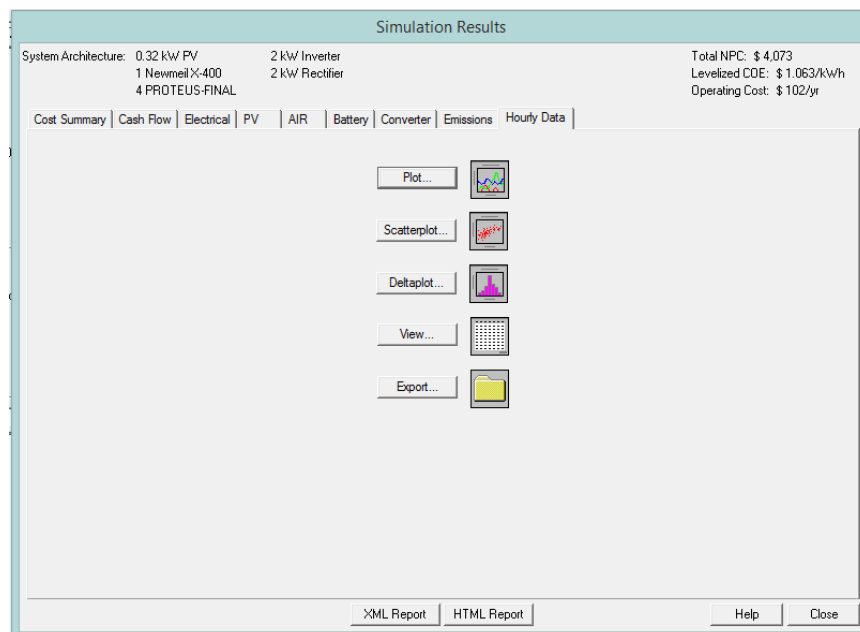 Simulation Results
System Architecture: 0.32 kW PV 2 kW Inverter Total NPC: $ 4,073
1 Newmeil X-400 2 kW Rectifier Levelized COE: $ 1.063/kWh
4 PROTEUS-FINAL Operating Cost: $ 102/yr
Cost Summary Cash Flow Electrical PV AIR Battery Converter Emissions Hourly Data
Plot...
Scatterplot...
Deltaplot...
View...
Export...
XML Report HTML Report Help Close